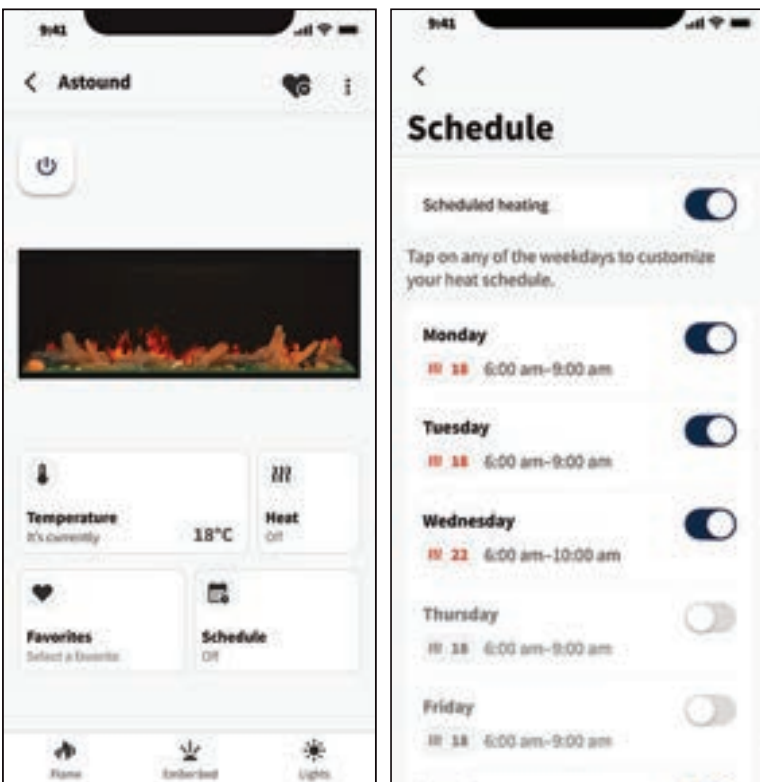 9:41
Astound
Temperature
It's currently
18°C
Heat
Off
Favorites
Select a favorite
Schedule
Off
Flame
Emberbed
Lights
9:41
Schedule
Scheduled heating
Tap on any of the weekdays to customize
your heat schedule.
Monday
18 6:00 am–9:00 am
Tuesday
18 6:00 am–9:00 am
Wednesday
22 6:00 am–10:00 am
Thursday
18 6:00 am–9:00 am
Friday
18 6:00 am–9:00 am